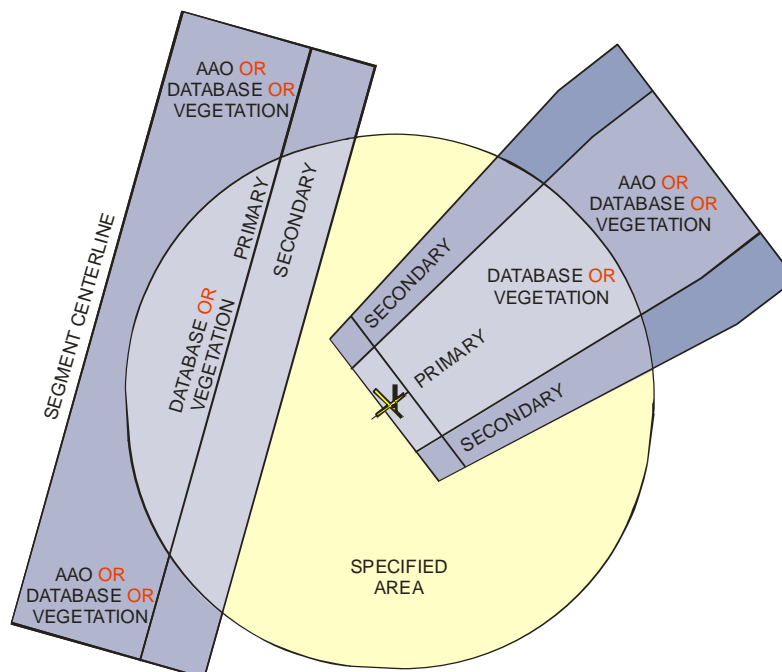 AAO OR
DATABASE OR
VEGETATION
SEGMENT CENTERLINE
PRIMARY
SECONDARY
DATABASE OR
VEGETATION
AAO OR
DATABASE OR
VEGETATION
SECONDARY
AAO OR
DATABASE OR
VEGETATION
DATABASE OR
VEGETATION
PRIMARY
SECONDARY
SPECIFIED
AREA